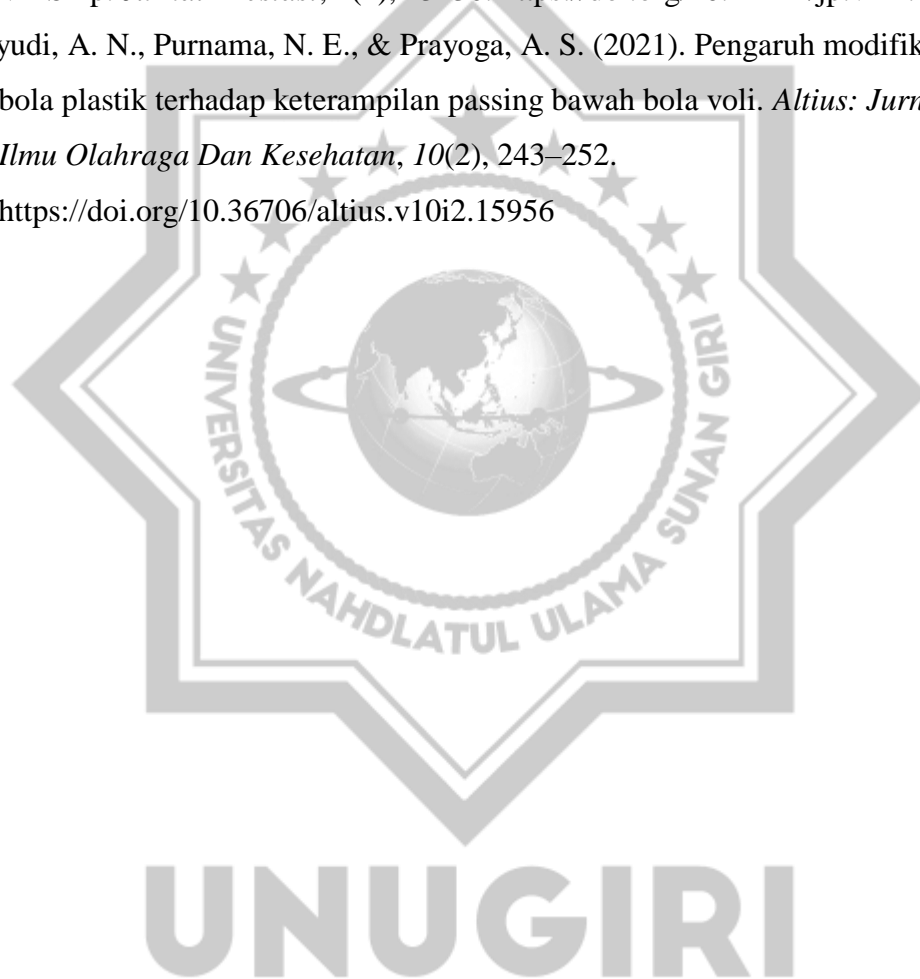 yudi, A. N., Purnama, N. E., & Prayoga, A. S. (2021). Pengaruh modifik
bola plastik terhadap keterampilan passing bawah bola voli. Altius: Jurn
Ilmu Olahraga Dan Kesehatan, 10(2), 243–252.
https://doi.org/10.36706/altius.v10i2.15956
UNIVERSITAS NAHDLATUL ULAMA SUNAN GIRI
UNUGIRI